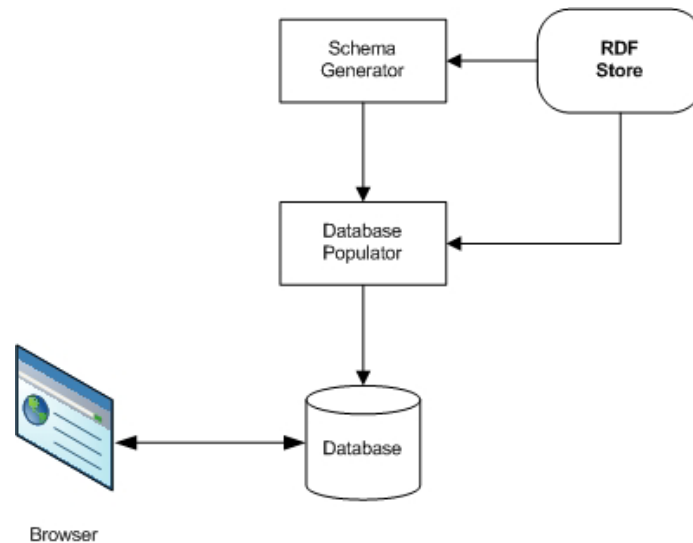 Schema
Generator
RDF
Store
Database
Populator
Database
Browser